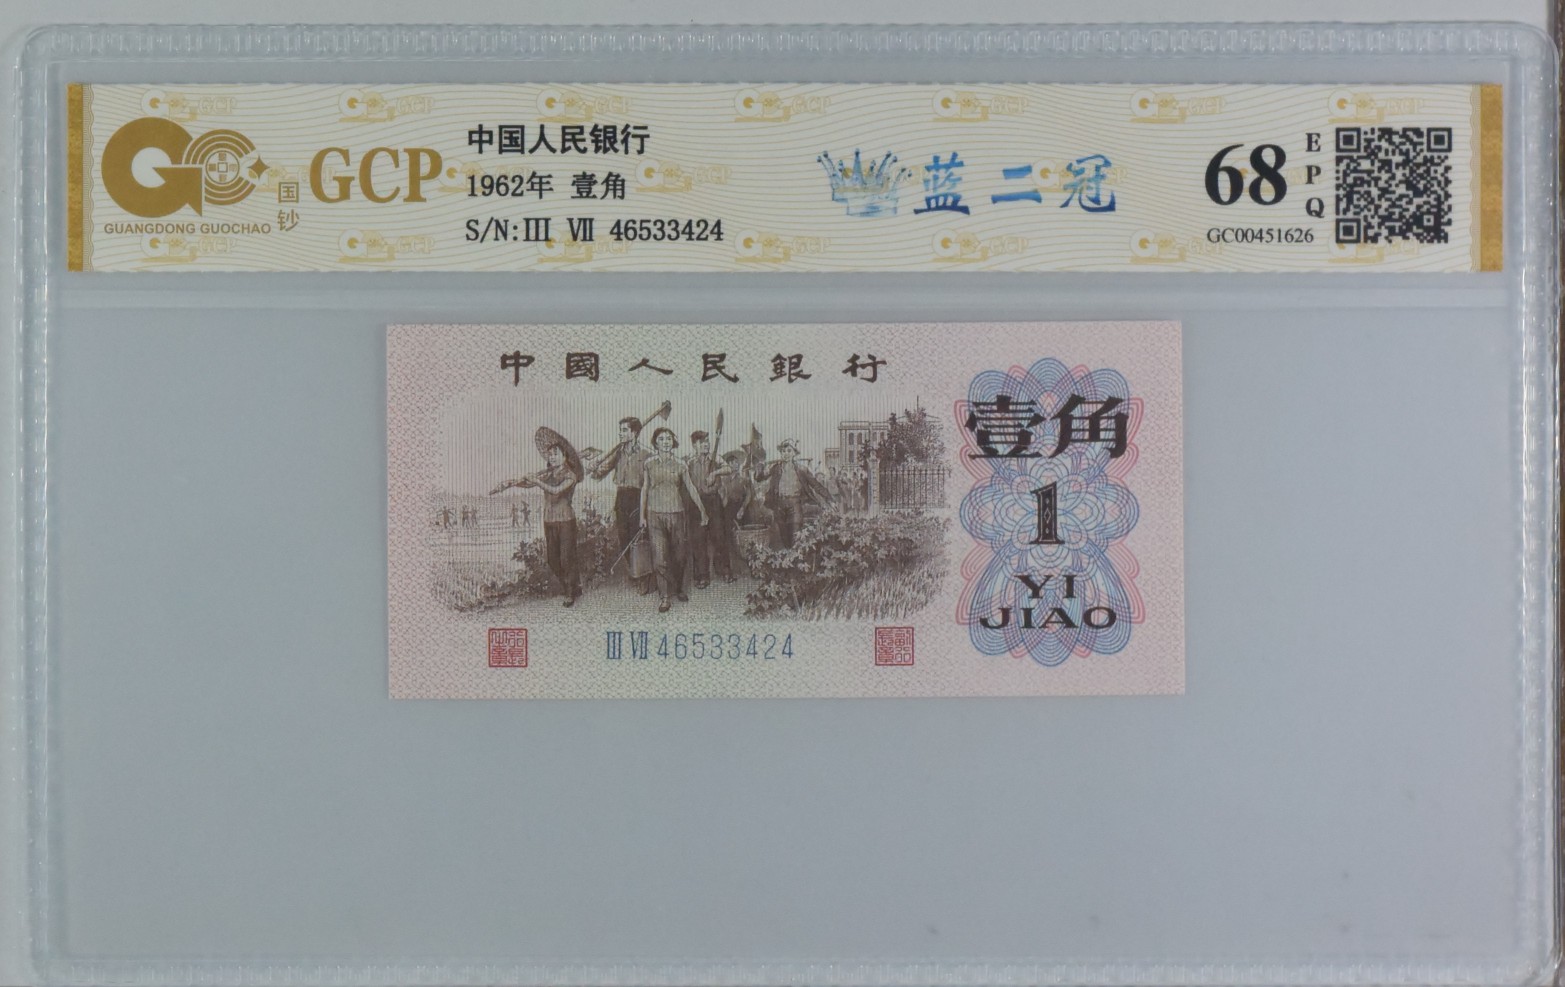 GCP
国钞
GUANGDONG GUOCHAO
中国人民银行
1962年 壹角
S/N:III VII 46533424
蓝二冠
68
EPQ
GC00451626
中國人民銀行
壹角
1
YI
JIAO
III VII 46533424